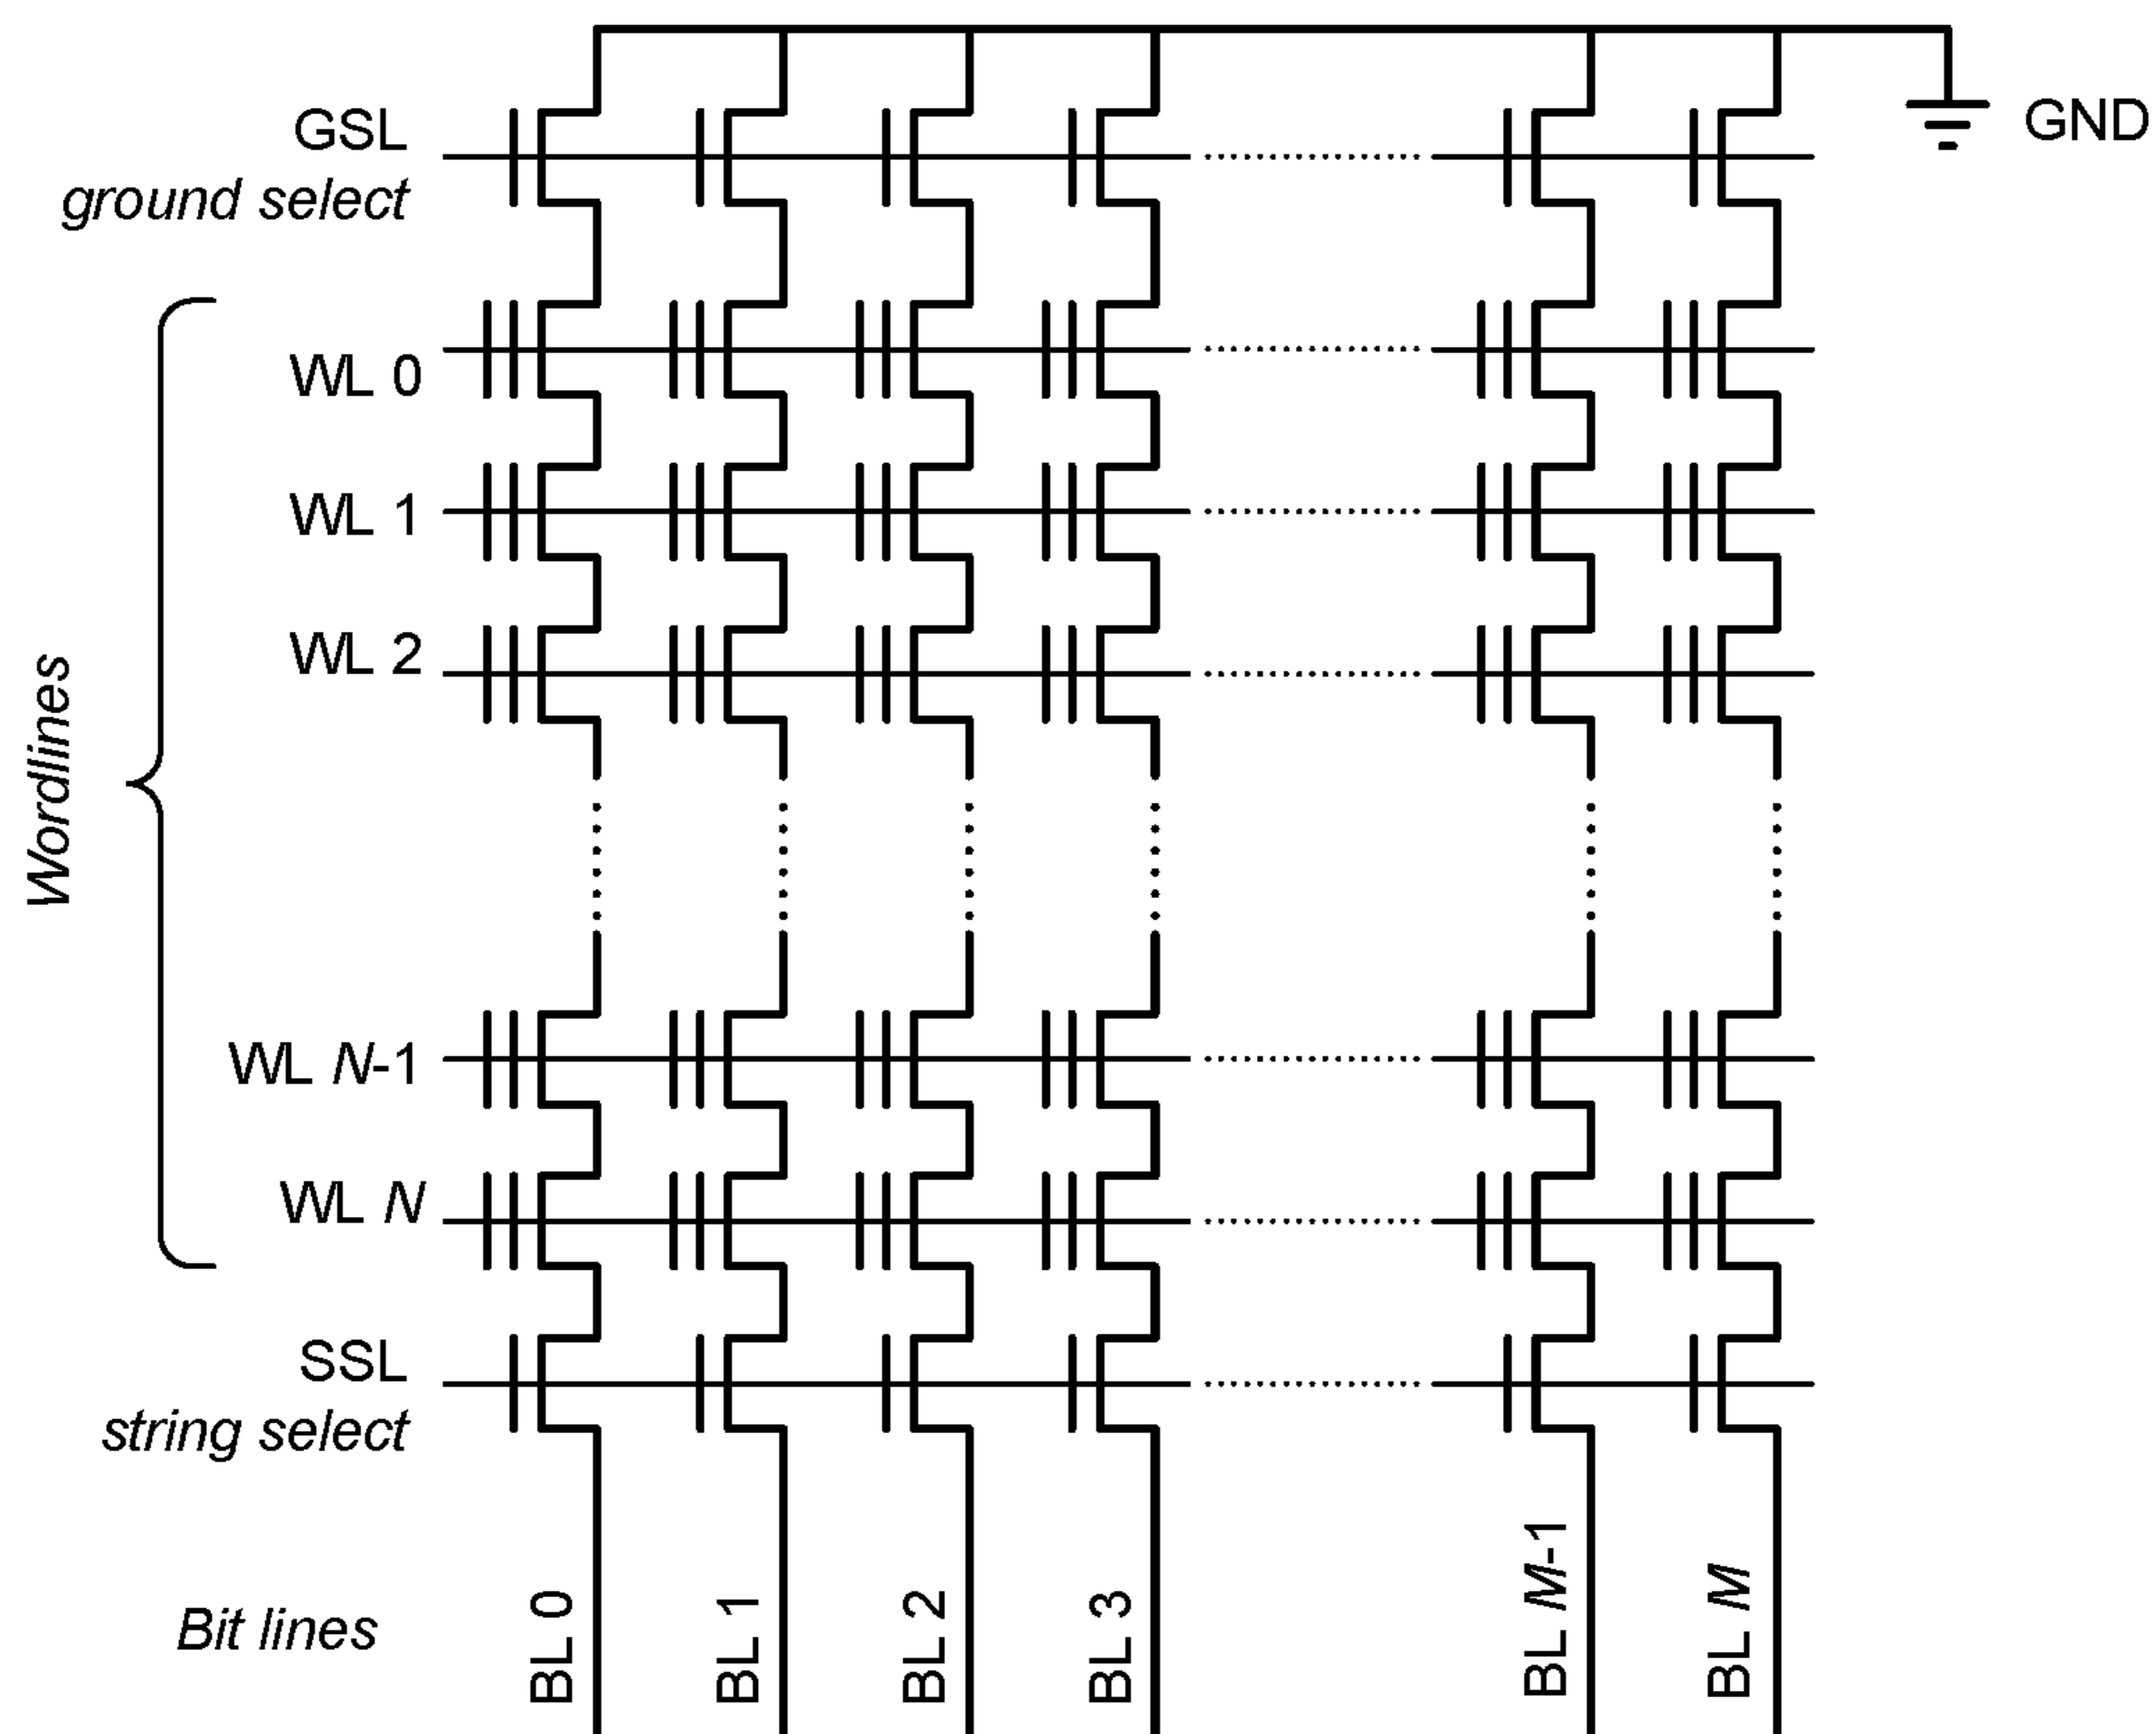 GSL
ground select
GND
WL 0
WL 1
WL 2
Wordlines
WL N-1
WL N
SSL
string select
Bit lines
BL 0
BL 1
BL 2
BL 3
BL M-1
BL M